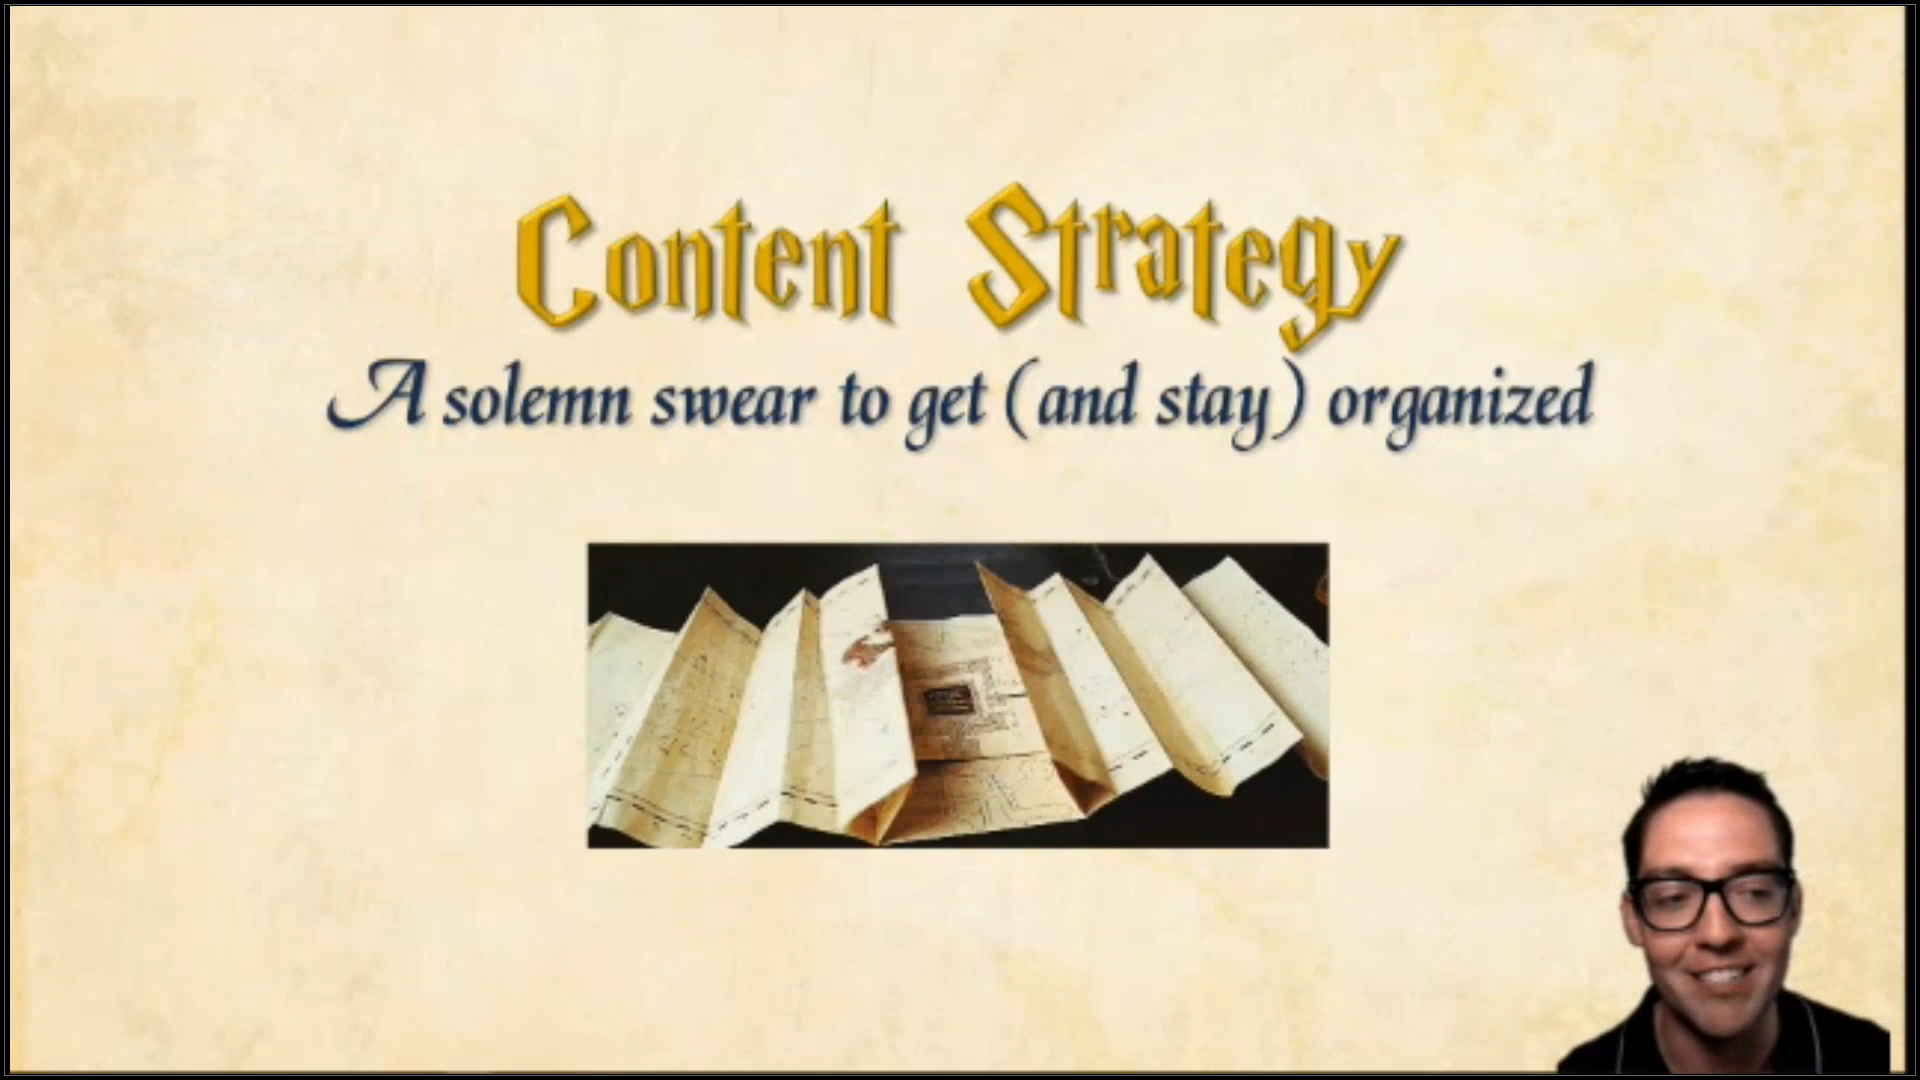 Content Strategy
A solemn swear to get (and stay) organized